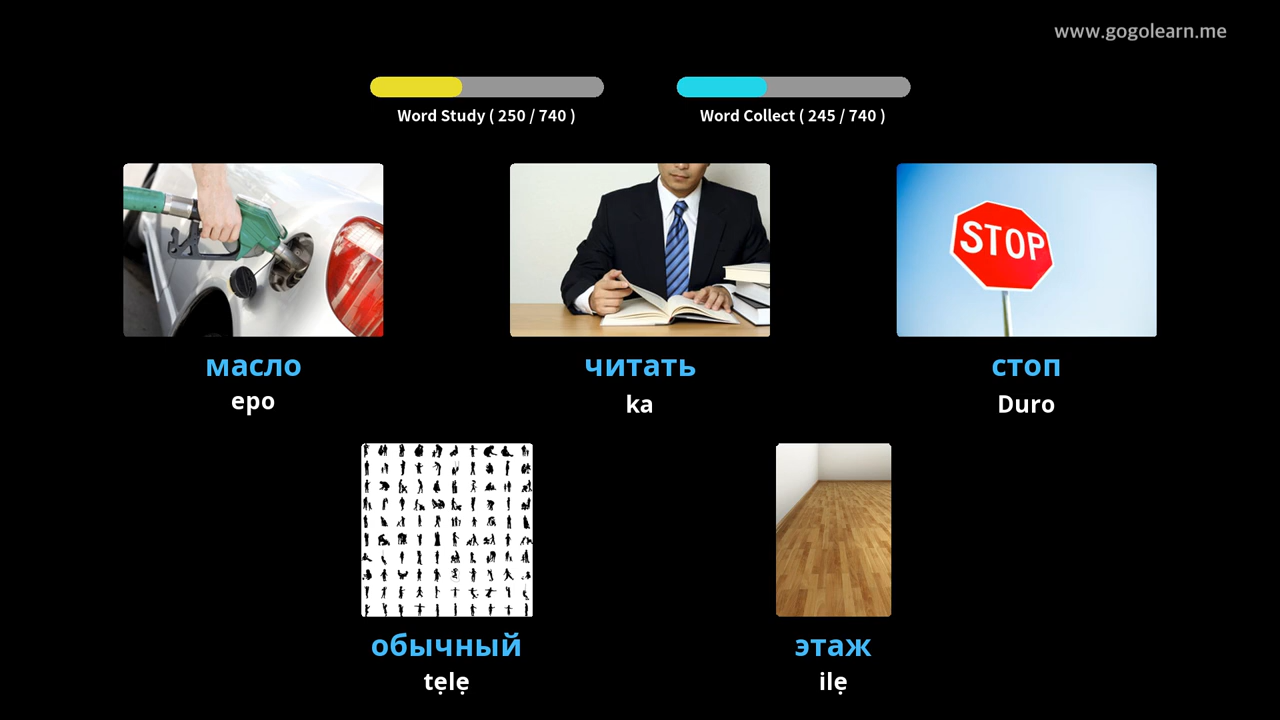 www.gogolearn.me
Word Study ( 250 / 740 )
Word Collect ( 245 / 740 )
STOP
масло
epo
читать
ka
стоп
Duro
обычный
tẹlẹ
этаж
ilẹ